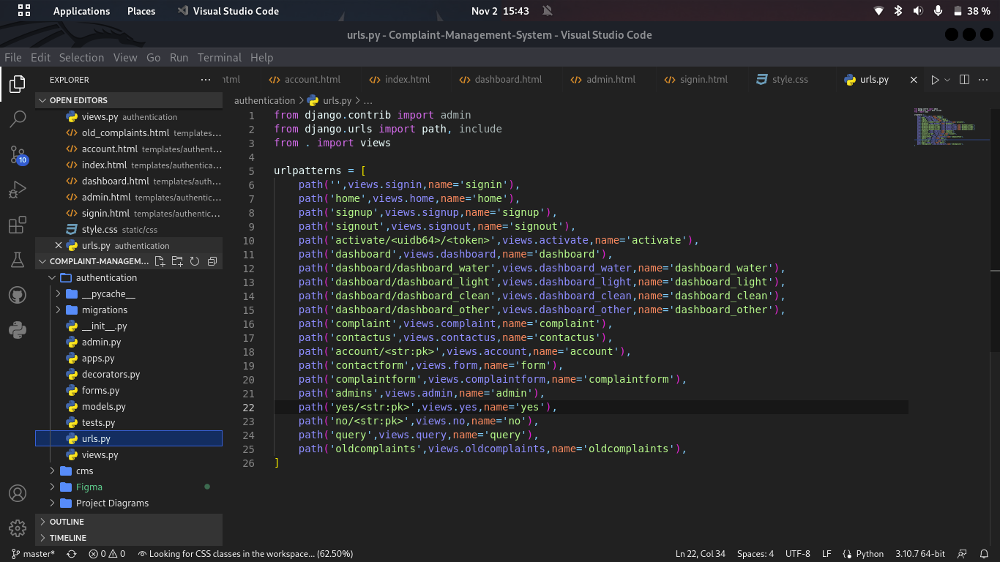 Applications Places Visual Studio Code Nov 2 15:43 38 %
urls.py - Complaint-Management-System - Visual Studio Code
File Edit Selection View Go Run Terminal Help
EXPLORER
html account.html index.html dashboard.html admin.html signin.html style.css urls.py
OPEN EDITORS
views.py authentication
old_complaints.html templates...
account.html templates/authent...
index.html templates/authentica...
dashboard.html templates/auth...
admin.html templates/authentic...
signin.html templates/authentic...
style.css static/css
urls.py authentication
COMPLAINT-MANAGEM...
authentication
__pycache__
migrations
__init__.py
admin.py
apps.py
decorators.py
forms.py
models.py
tests.py
urls.py
views.py
cms
Figma
Project Diagrams
OUTLINE
TIMELINE
10
authentication > urls.py > ...
1 from django.contrib import admin
2 from django.urls import path, include
3 from . import views
4
5 urlpatterns = [
6 path('',views.signin,name='signin'),
7 path('home',views.home,name='home'),
8 path('signup',views.signup,name='signup'),
9 path('signout',views.signout,name='signout'),
10 path('activate/<uidb64>/<token>',views.activate,name='activate'),
11 path('dashboard',views.dashboard,name='dashboard'),
12 path('dashboard/dashboard_water',views.dashboard_water,name='dashboard_water'),
13 path('dashboard/dashboard_light',views.dashboard_light,name='dashboard_light'),
14 path('dashboard/dashboard_clean',views.dashboard_clean,name='dashboard_clean'),
15 path('dashboard/dashboard_other',views.dashboard_other,name='dashboard_other'),
16 path('complaint',views.complaint,name='complaint'),
17 path('contactus',views.contactus,name='contactus'),
18 path('account/<str:pk>',views.account,name='account'),
19 path('contactform',views.form,name='form'),
20 path('complaintform',views.complaintform,name='complaintform'),
21 path('admins',views.admin,name='admin'),
22 path('yes/<str:pk>',views.yes,name='yes'),
23 path('no/<str:pk>',views.no,name='no'),
24 path('query',views.query,name='query'),
25 path('oldcomplaints',views.oldcomplaints,name='oldcomplaints'),
26 ]
master* 0 0 Looking for CSS classes in the workspace... (62.50%) Ln 22, Col 34 Spaces: 4 UTF-8 LF Python 3.10.7 64-bit